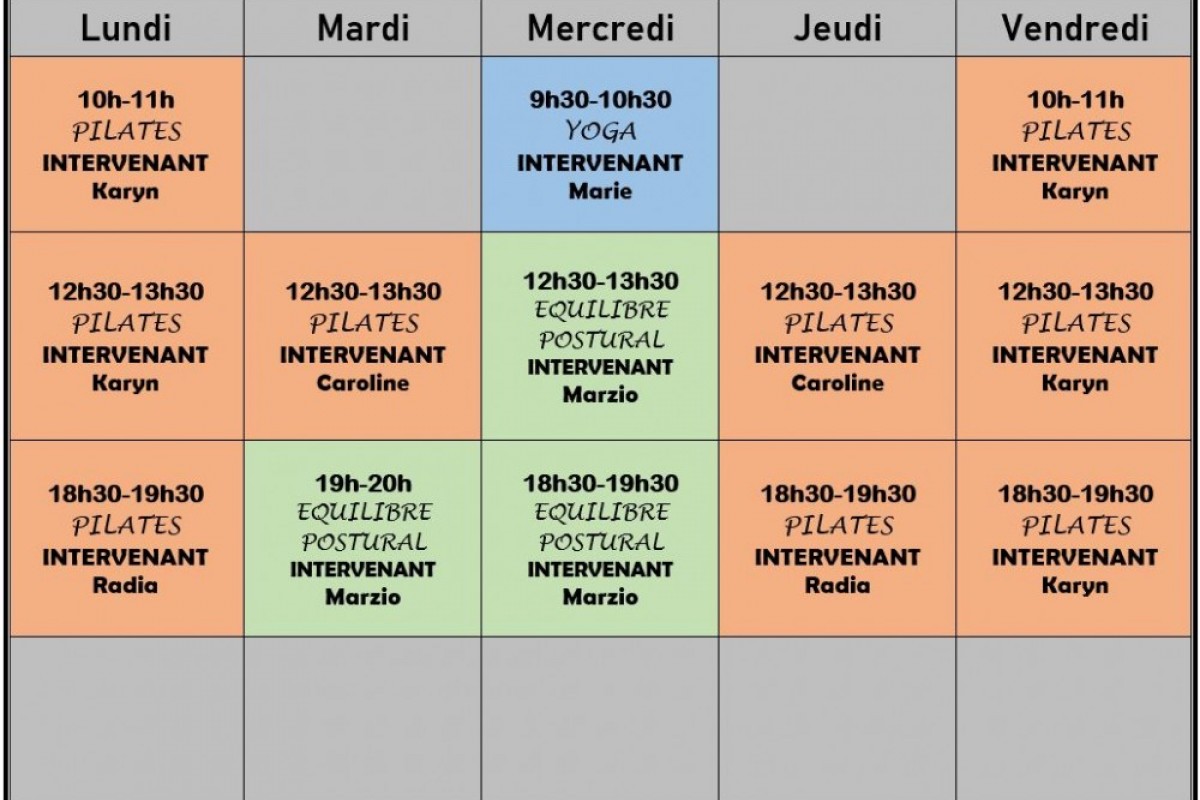 Lundi
Mardi
Mercredi
Jeudi
Vendredi
10h-11h
PILATES
INTERVENANT
Karyn
9h30-10h30
YOGA
INTERVENANT
Marie
10h-11h
PILATES
INTERVENANT
Karyn
12h30-13h30
PILATES
INTERVENANT
Karyn
12h30-13h30
PILATES
INTERVENANT
Caroline
12h30-13h30
EQUILIBRE
POSTURAL
INTERVENANT
Marzio
12h30-13h30
PILATES
INTERVENANT
Caroline
12h30-13h30
PILATES
INTERVENANT
Karyn
18h30-19h30
PILATES
INTERVENANT
Radia
19h-20h
EQUILIBRE
POSTURAL
INTERVENANT
Marzio
18h30-19h30
EQUILIBRE
POSTURAL
INTERVENANT
Marzio
18h30-19h30
PILATES
INTERVENANT
Radia
18h30-19h30
PILATES
INTERVENANT
Karyn